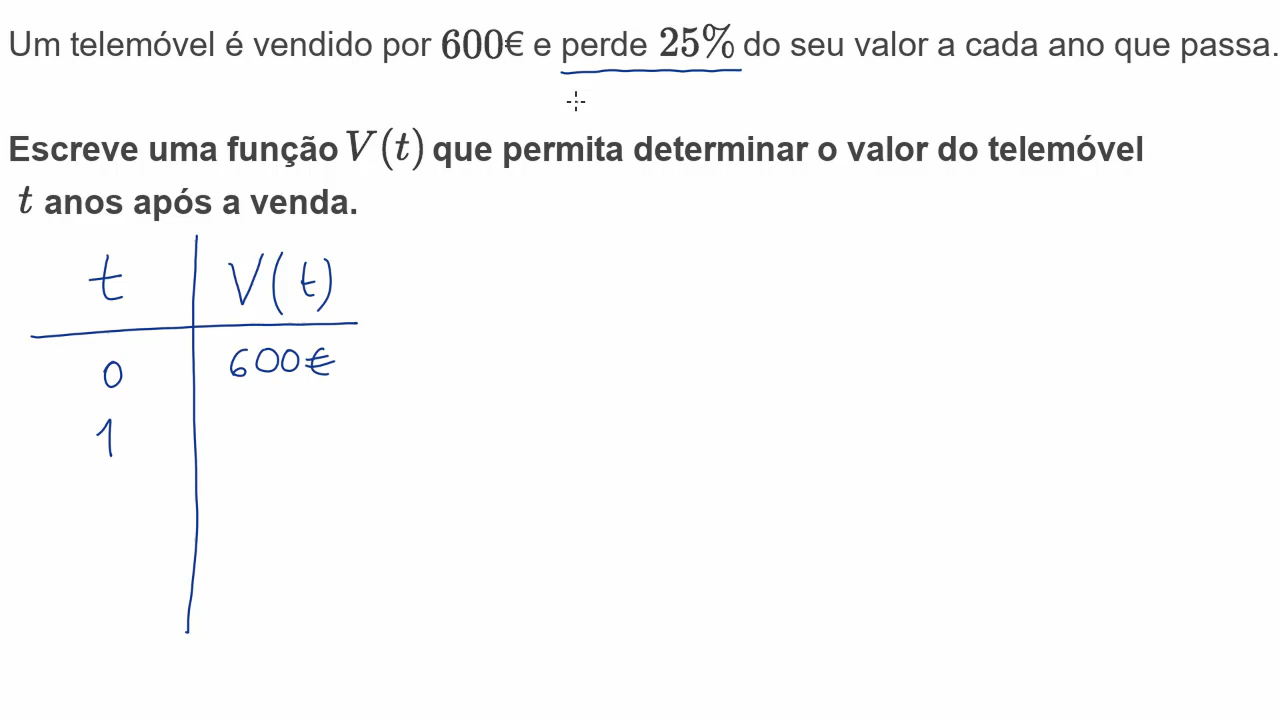 Um telemóvel é vendido por 600€ e perde 25% do seu valor a cada ano que passa.
Escreve uma função V(t) que permita determinar o valor do telemóvel
t anos após a venda.
t V(t)
0 600€
1